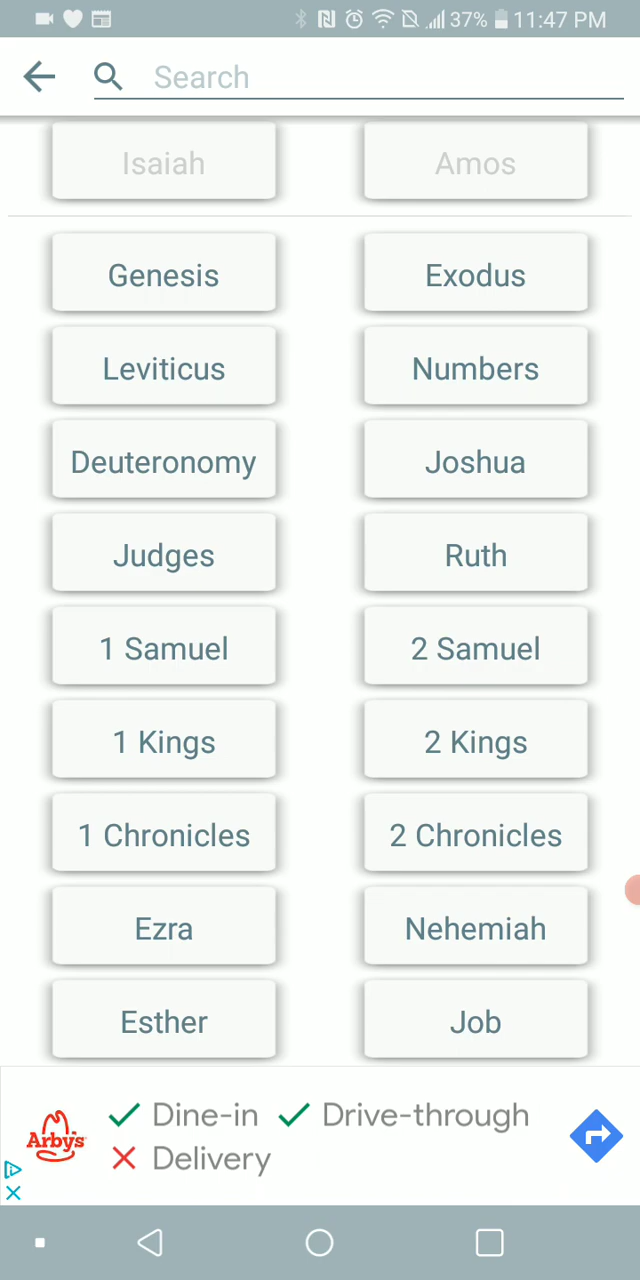 37% 11:47 PM
Search
Isaiah Amos
Genesis Exodus
Leviticus Numbers
Deuteronomy Joshua
Judges Ruth
1 Samuel 2 Samuel
1 Kings 2 Kings
1 Chronicles 2 Chronicles
Ezra Nehemiah
Esther Job
Arby's Dine-in Drive-through
Delivery